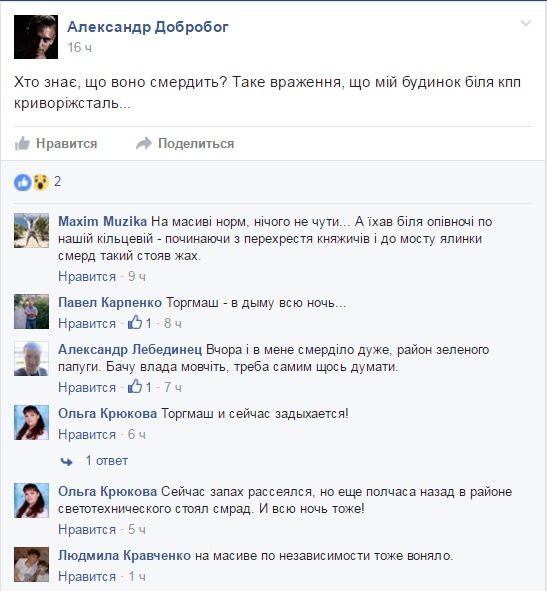 Александр Добробог
16 ч
Хто знає, що воно смердить? Таке враження, що мій будинок біля кпп
криворіжсталь...
Нравится Поделиться
2
Maxim Muzika На масиві норм, нічого не чути... А їхав біля опівночі по
нашій кільцевій - починаючи з перехрестя княжичів і до мосту ялинки
смерд такий стояв жах.
Нравится · 9 ч
Павел Карпенко Торгмаш - в дыму всю ночь...
Нравится · 1 · 8 ч
Александр Лебединец Вчора і в мене смерділо дуже, район зеленого
папуги. Бачу влада мовчіть, треба самим щось думати.
Нравится · 1 · 7 ч
Ольга Крюкова Торгмаш и сейчас задыхается!
Нравится · 6 ч
1 ответ
Ольга Крюкова Сейчас запах рассеялся, но еще полчаса назад в районе
светотехнического стоял смрад. И всю ночь тоже!
Нравится · 5 ч
Людмила Кравченко на масиве по независимости тоже воняло.
Нравится · 1 ч